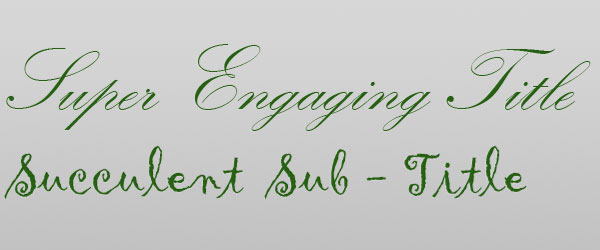 Super Engaging Title
Succulent Sub - Title